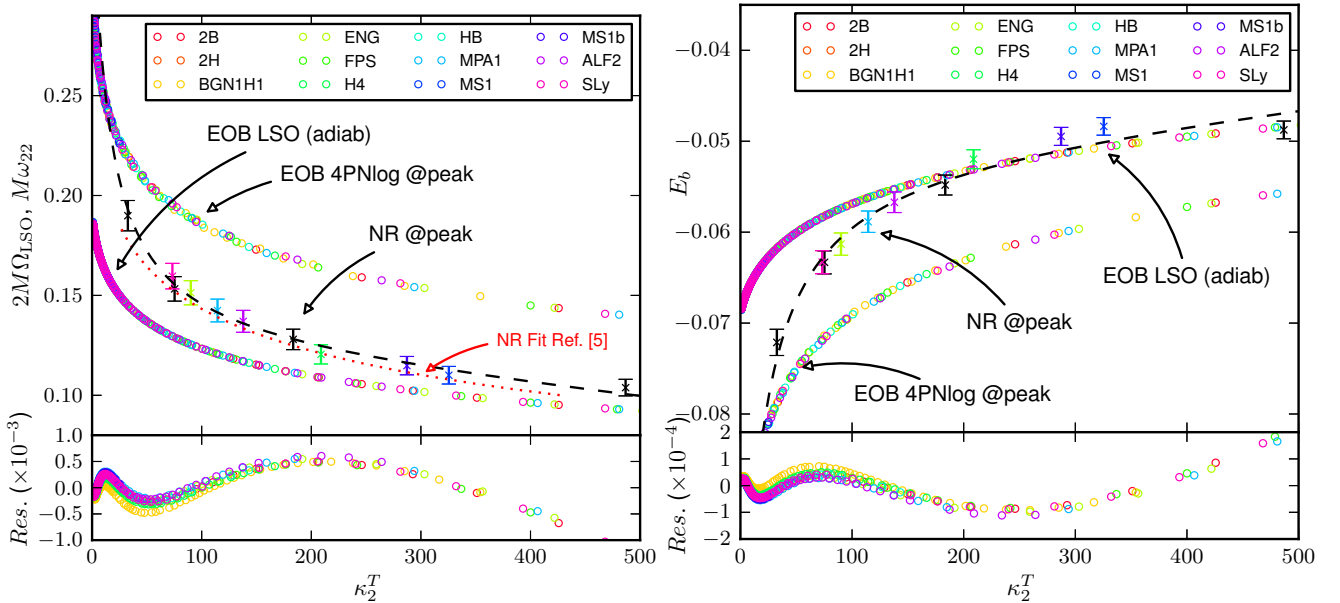 2B ENG HB MS1b
2H FPS MPA1 ALF2
BGN1H1 H4 MS1 SLy
0.25
0.20
0.15
0.10
2MΩ_LSO, Mω_22
EOB LSO (adiab)
EOB 4PNlog @peak
NR @peak
NR Fit Ref. [5]
1.0
0.5
0.0
−0.5
−1.0
Res. (×10^−3)
0 100 200 300 400 500
κ_2^T
2B ENG HB MS1b
2H FPS MPA1 ALF2
BGN1H1 H4 MS1 SLy
−0.04
−0.05
−0.06
−0.07
−0.08
E_b
EOB LSO (adiab)
NR @peak
EOB 4PNlog @peak
2
1
0
−1
−2
Res. (×10^−4)
0 100 200 300 400 500
κ_2^T